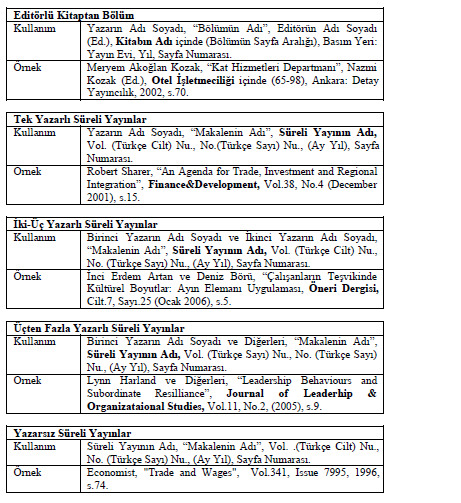 Editörlü Kitaptan Bölüm
Kullanım Yazarın Adı Soyadı, “Bölümün Adı”, Editörün Adı Soyadı
(Ed.), Kitabın Adı içinde (Bölümün Sayfa Aralığı), Basım Yeri:
Yayın Evi, Yıl, Sayfa Numarası.
Örnek Meryem Akoğlan Kozak, “Kat Hizmetleri Departmanı”, Nazmi
Kozak (Ed.), Otel İşletmeciliği içinde (65-98), Ankara: Detay
Yayıncılık, 2002, s.70.
Tek Yazarlı Süreli Yayınlar
Kullanım Yazarın Adı Soyadı, “Makalenin Adı”, Süreli Yayının Adı,
Vol. (Türkçe Cilt) Nu., No.(Türkçe Sayı) Nu., (Ay Yıl), Sayfa
Numarası.
Örnek Robert Sharer, “An Agenda for Trade, Investment and Regional
Integration”, Finance&Development, Vol.38, No.4 (December
2001), s.15.
İki-Üç Yazarlı Süreli Yayınlar
Kullanım Birinci Yazarın Adı Soyadı ve İkinci Yazarın Adı Soyadı,
“Makalenin Adı”, Süreli Yayının Adı, Vol. (Türkçe Cilt) Nu.,
No. (Türkçe Sayı) Nu., (Ay Yıl), Sayfa Numarası.
Örnek İnci Erdem Artan ve Deniz Börü, “Çalışanların Teşvikinde
Kültürel Boyutlar: Ayın Elemanı Uygulaması, Öneri Dergisi,
Cilt.7, Sayı.25 (Ocak 2006), s.5.
Üçten Fazla Yazarlı Süreli Yayınlar
Kullanım Birinci Yazarın Adı Soyadı ve Diğerleri, “Makalenin Adı”,
Süreli Yayının Adı, Vol. (Türkçe Sayı) Nu., No. (Türkçe Sayı)
Nu., (Ay Yıl), Sayfa Numarası.
Örnek Lynn Harland ve Diğerleri, “Leadership Behaviours and
Subordinate Resilliance”, Journal of Leaderhip &
Organizataional Studies, Vol.11, No.2, (2005), s.9.
Yazarsız Süreli Yayınlar
Kullanım Süreli Yayının Adı, “Makalenin Adı”, Vol. .(Türkçe Cilt) Nu.,
No. (Türkçe Sayı) Nu., (Ay Yıl), Sayfa Numarası.
Örnek Economist, "Trade and Wages", Vol.341, Issue 7995, 1996,
s.74.